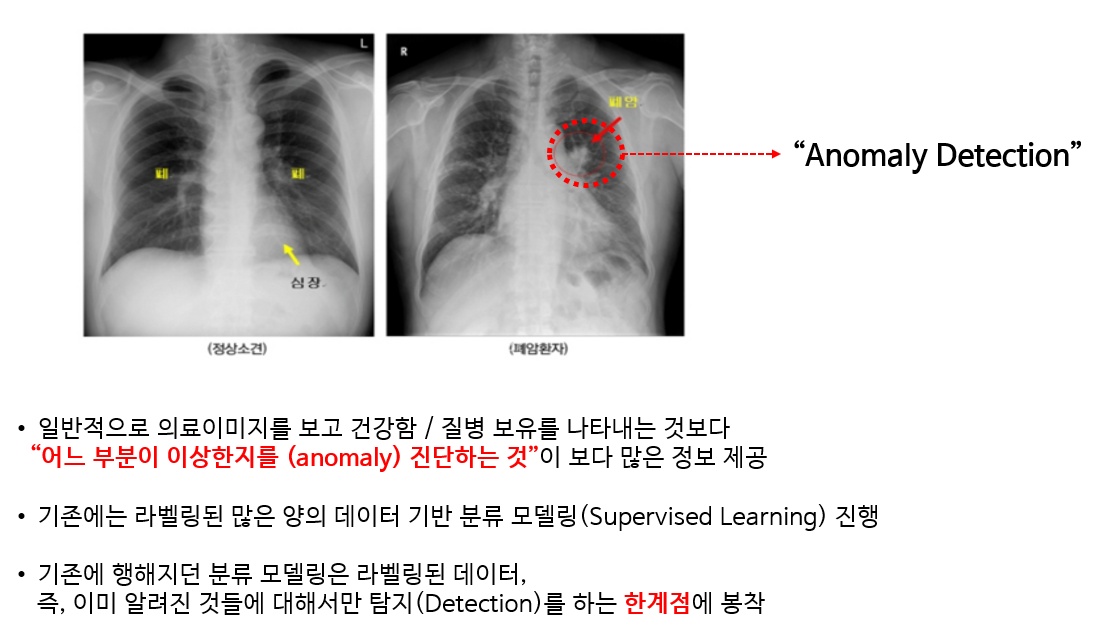 L
R
폐암
폐
폐
심장
(정상소견)
(폐암환자)
“Anomaly Detection”
• 일반적으로 의료이미지를 보고 건강함 / 질병 보유를 나타내는 것보다
“어느 부분이 이상한지를 (anomaly) 진단하는 것”이 보다 많은 정보 제공
• 기존에는 라벨링된 많은 양의 데이터 기반 분류 모델링(Supervised Learning) 진행
• 기존에 행해지던 분류 모델링은 라벨링된 데이터,
즉, 이미 알려진 것들에 대해서만 탐지(Detection)를 하는 한계점에 봉착